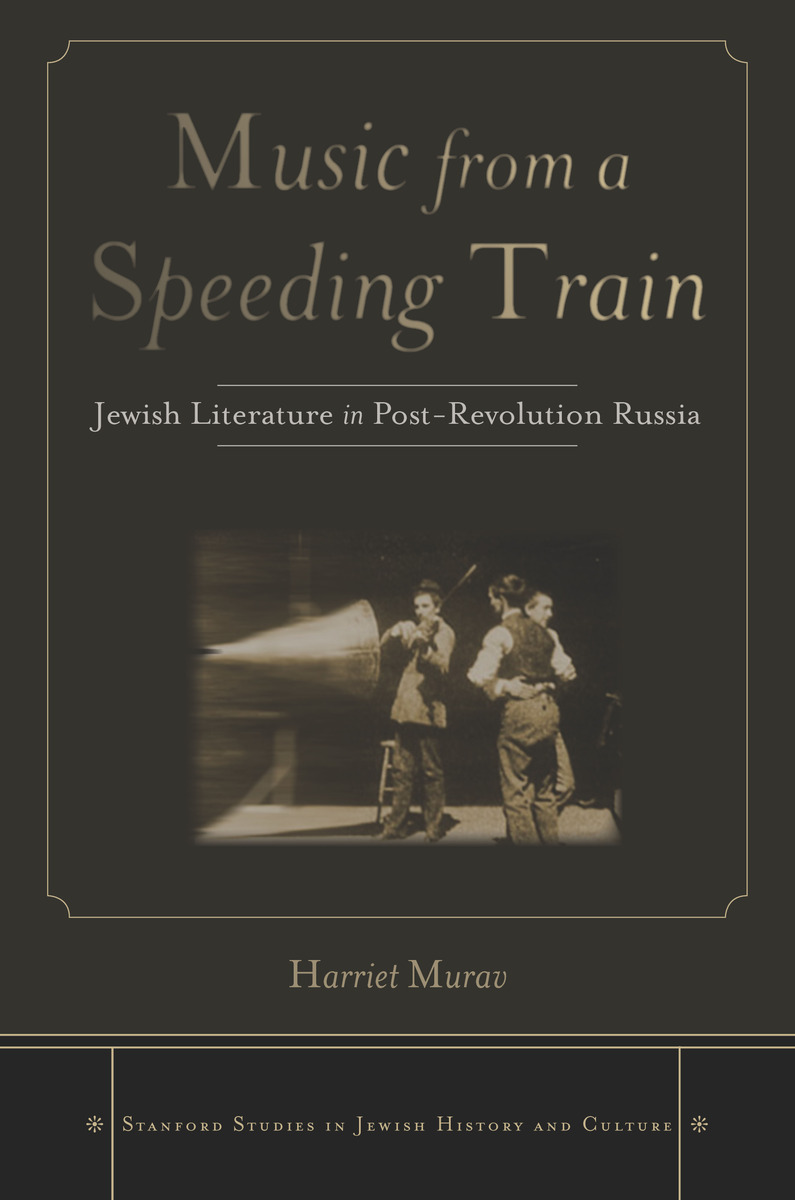 Music from a
Speeding Train
Jewish Literature in Post-Revolution Russia
Harriet Murav
Stanford Studies in Jewish History and Culture